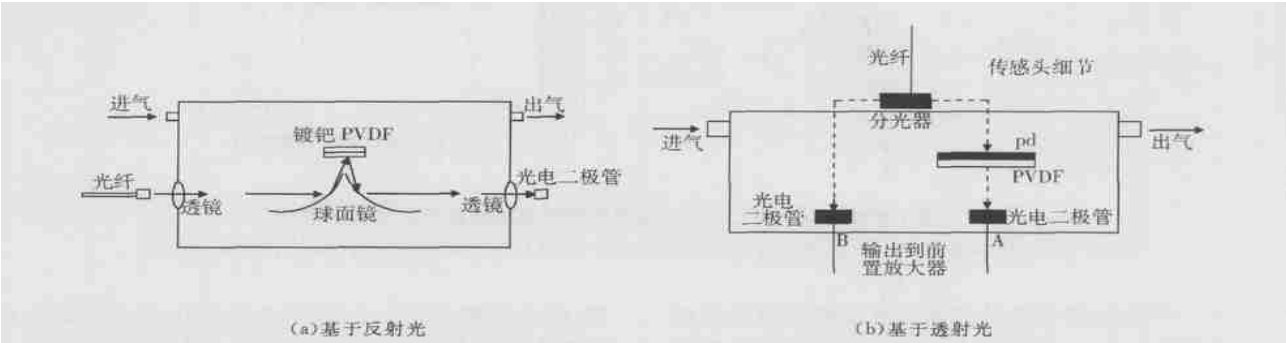 进气
出气
镀钯 PVDF
光纤
光电二极管
透镜
球面镜
透镜
(a)基于反射光
光纤
传感头细节
分光器
进气
出气
pd
PVDF
光电
二极管
光电二极管
B
A
输出到前
置放大器
(b)基于透射光